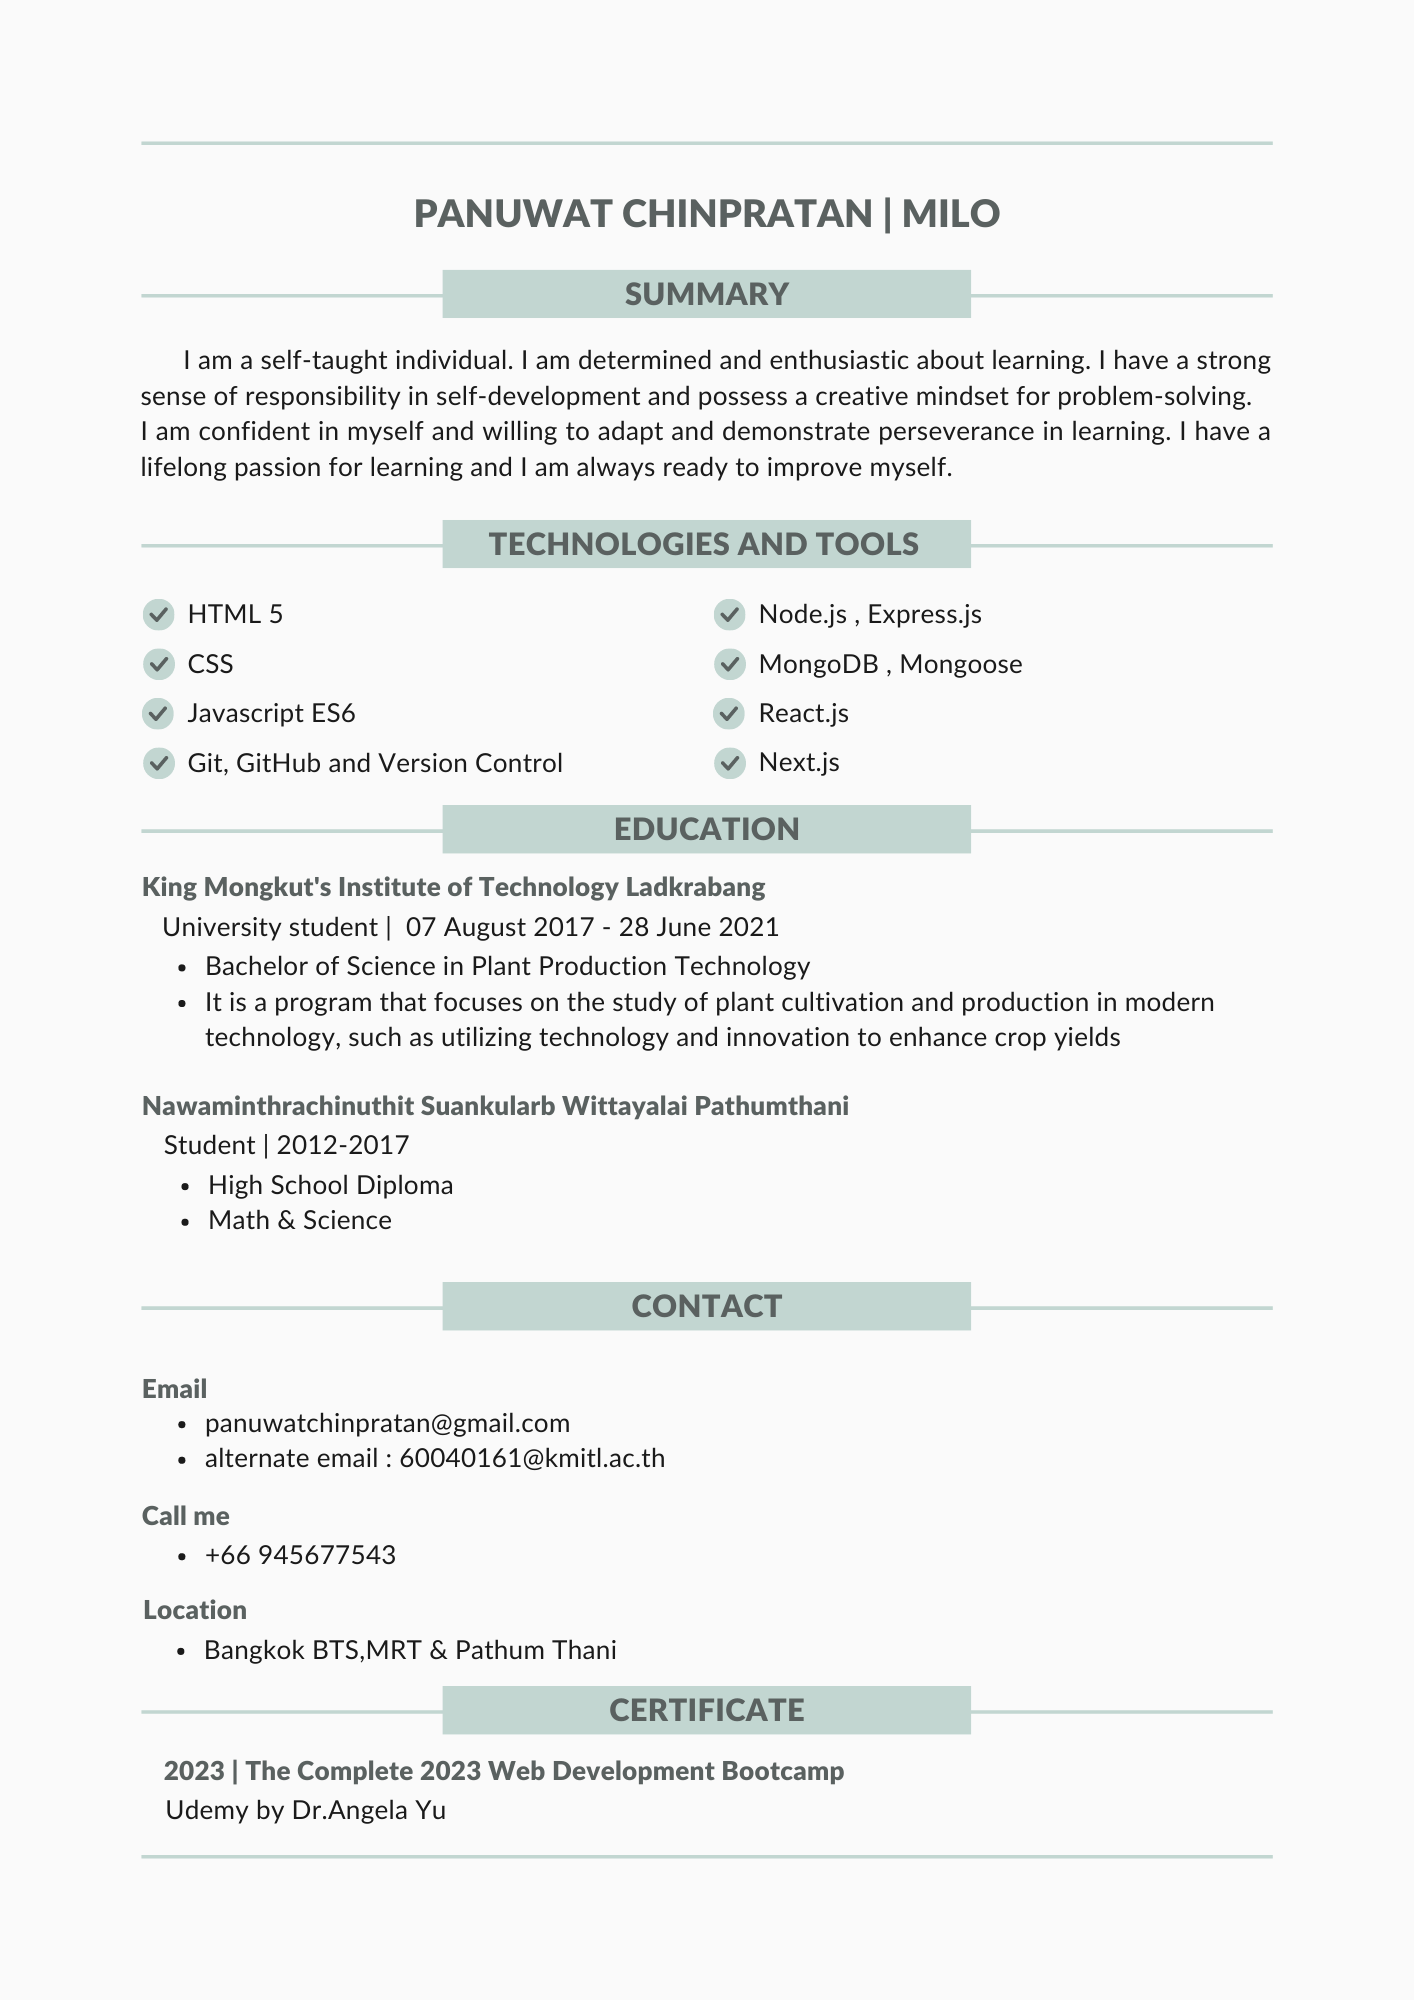 PANUWAT CHINPRATAN | MILO
SUMMARY
I am a self-taught individual. I am determined and enthusiastic about learning. I have a strong
sense of responsibility in self-development and possess a creative mindset for problem-solving.
I am confident in myself and willing to adapt and demonstrate perseverance in learning. I have a
lifelong passion for learning and I am always ready to improve myself.
TECHNOLOGIES AND TOOLS
HTML 5
CSS
Javascript ES6
Git, GitHub and Version Control
Node.js , Express.js
MongoDB , Mongoose
React.js
Next.js
EDUCATION
King Mongkut's Institute of Technology Ladkrabang
University student | 07 August 2017 - 28 June 2021
• Bachelor of Science in Plant Production Technology
• It is a program that focuses on the study of plant cultivation and production in modern
technology, such as utilizing technology and innovation to enhance crop yields
Nawaminthrachinuthit Suankularb Wittayalai Pathumthani
Student | 2012-2017
• High School Diploma
• Math & Science
CONTACT
Email
• panuwatchinpratan@gmail.com
• alternate email : 60040161@kmitl.ac.th
Call me
• +66 945677543
Location
• Bangkok BTS,MRT & Pathum Thani
CERTIFICATE
2023 | The Complete 2023 Web Development Bootcamp
Udemy by Dr.Angela Yu